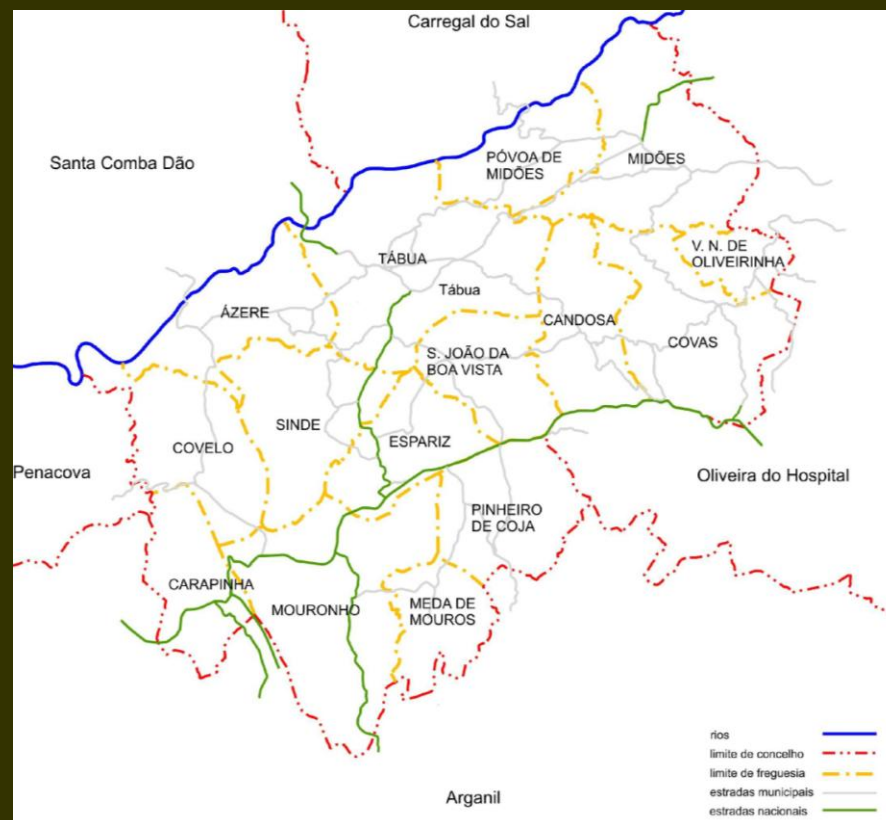 Carregal do Sal
Santa Comba Dão
PÓVOA DE
MIDÕES
MIDÕES
V. N. DE
OLIVEIRINHA
TÁBUA
Tábua
ÁZERE
CANDOSA
COVAS
S. JOÃO DA
BOA VISTA
SINDE
ESPARIZ
COVELO
Penacova
Oliveira do Hospital
PINHEIRO
DE COJA
CARAPINHA
MOURONHO
MEDA DE
MOUROS
Arganil
rios
limite de concelho
limite de freguesia
estradas municipais
estradas nacionais